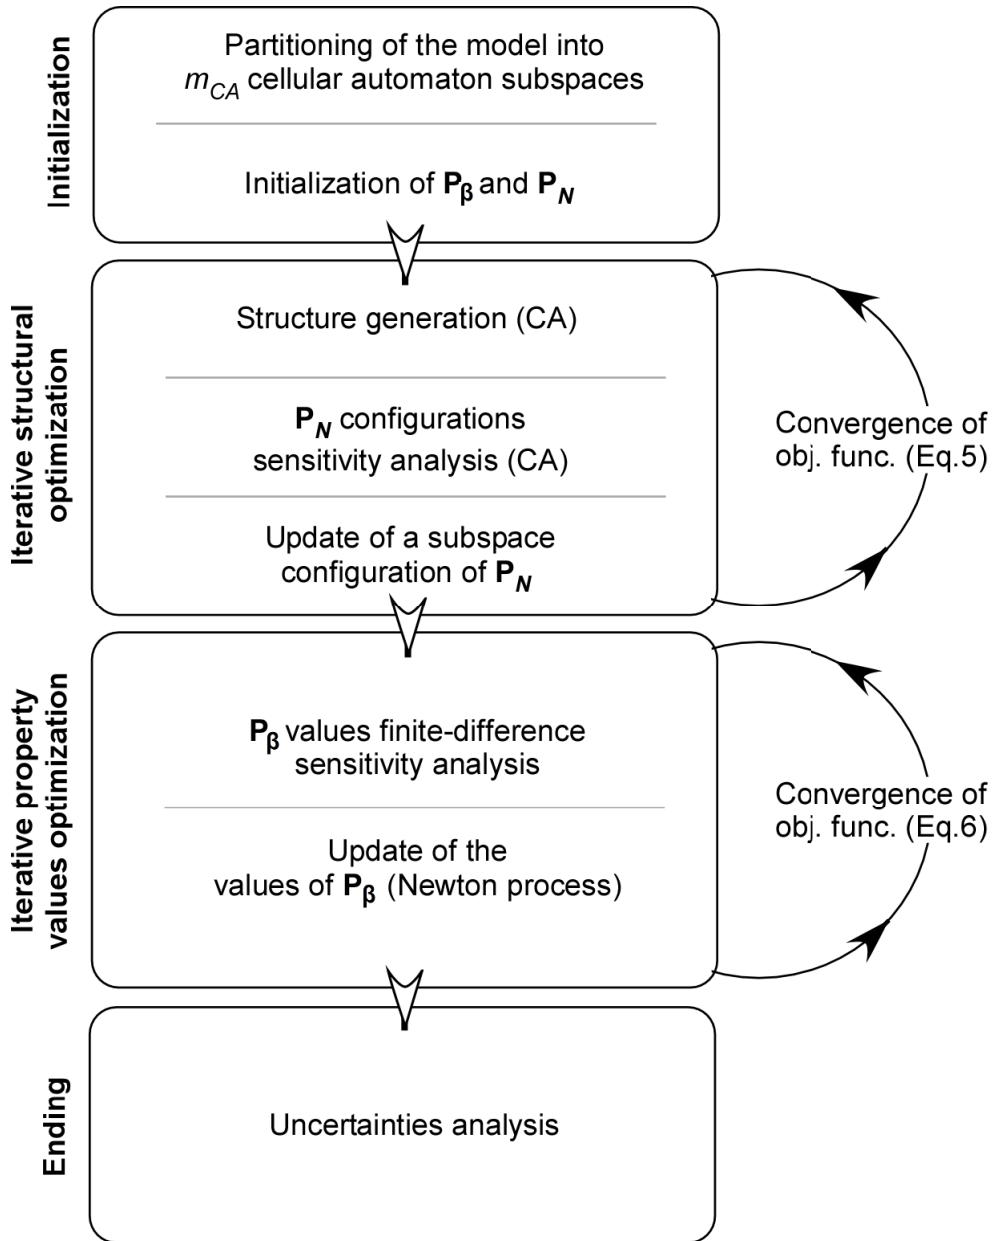 Initialization
Partitioning of the model into
m_CA cellular automaton subspaces
Initialization of P_β and P_N
Iterative structural
optimization
Structure generation (CA)
P_N configurations
sensitivity analysis (CA)
Update of a subspace
configuration of P_N
Convergence of
obj. func. (Eq.5)
Iterative property
values optimization
P_β values finite-difference
sensitivity analysis
Update of the
values of P_β (Newton process)
Convergence of
obj. func. (Eq.6)
Ending
Uncertainties analysis